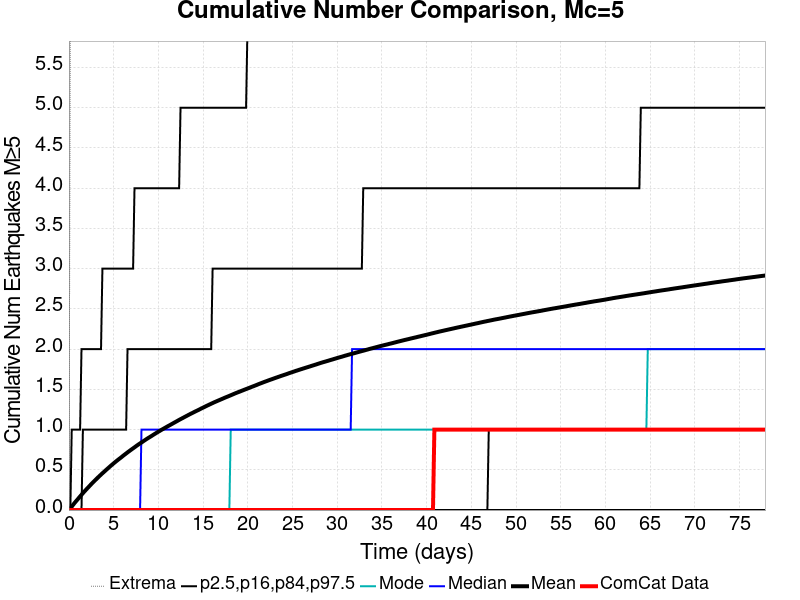 Cumulative Number Comparison, Mc=5
Cumulative Num Earthquakes M≥5
5.5
5.0
4.5
4.0
3.5
3.0
2.5
2.0
1.5
1.0
0.5
0.0
0 5 10 15 20 25 30 35 40 45 50 55 60 65 70 75
Time (days)
Extrema p2.5,p16,p84,p97.5 Mode Median Mean ComCat Data